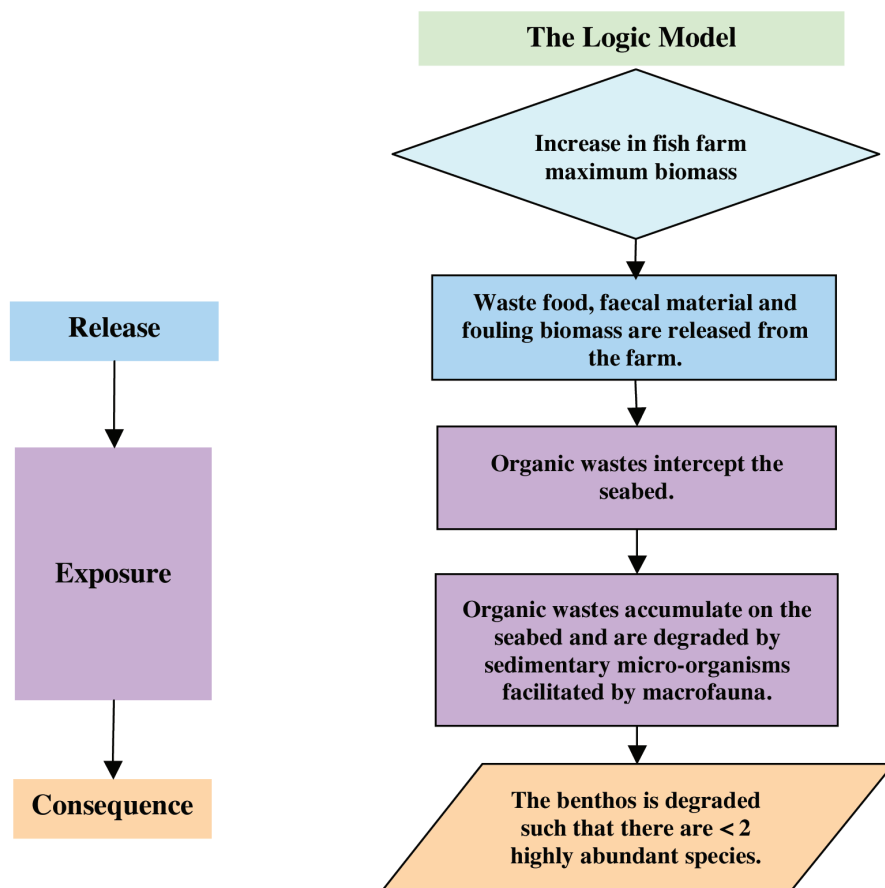 The Logic Model
Increase in fish farm
maximum biomass
Waste food, faecal material and
fouling biomass are released from
the farm.
Release
Organic wastes intercept the
seabed.
Exposure
Organic wastes accumulate on the
seabed and are degraded by
sedimentary micro-organisms
facilitated by macrofauna.
Consequence
The benthos is degraded
such that there are < 2
highly abundant species.